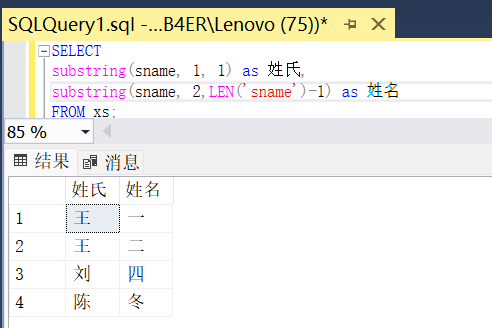 SQLQuery1.sql -...B4ER\Lenovo (75))*
SELECT
substring(sname, 1, 1) as 姓氏,
substring(sname, 2,LEN('sname')-1) as 姓名
FROM xs;
85 %
结果 消息
姓氏 姓名
1 王 一
2 王 二
3 刘 四
4 陈 冬